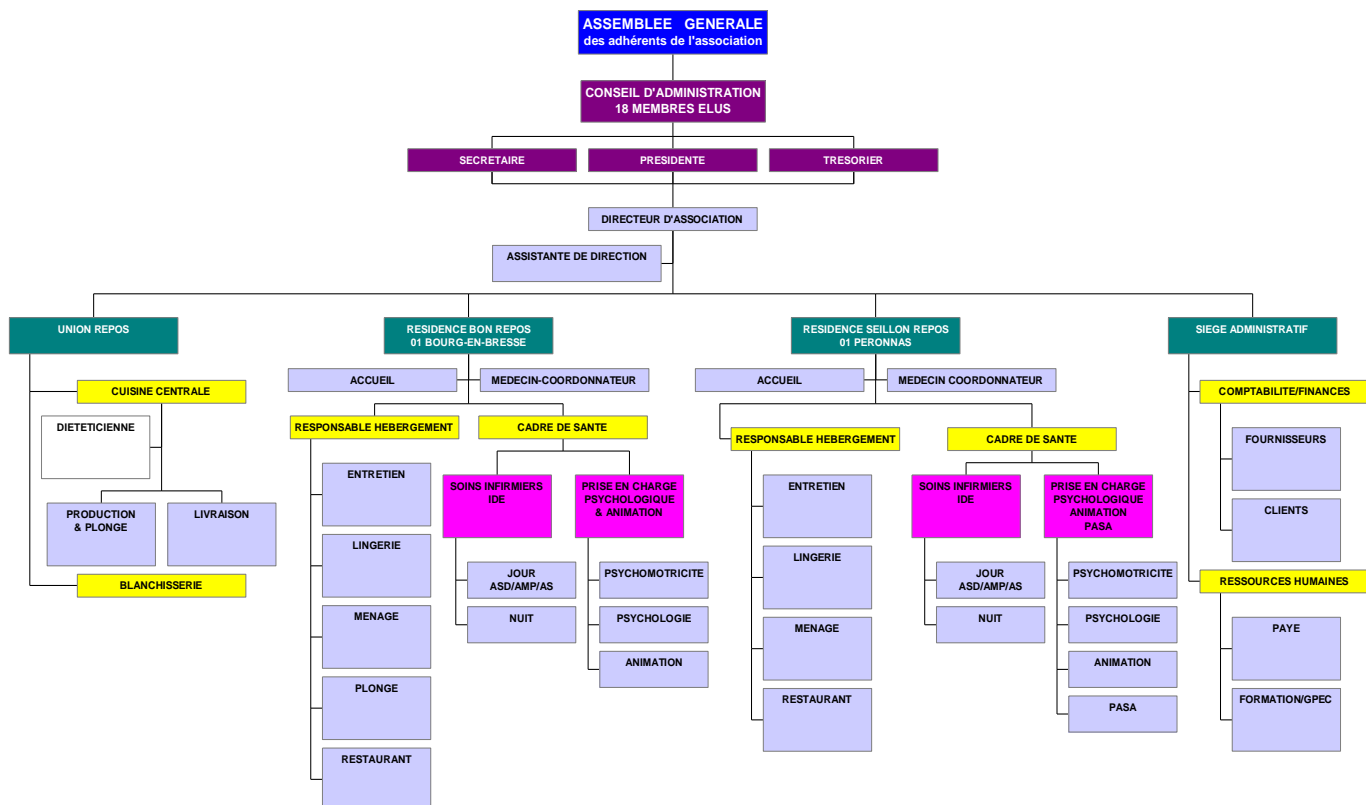 ASSEMBLEE GENERALE
des adhérents de l'association
CONSEIL D'ADMINISTRATION
18 MEMBRES ELUS
SECRETAIRE
PRESIDENTE
TRESORIER
DIRECTEUR D'ASSOCIATION
ASSISTANTE DE DIRECTION
UNION REPOS
CUISINE CENTRALE
DIETETICIENNE
PRODUCTION
& PLONGE
LIVRAISON
BLANCHISSERIE
RESIDENCE BON REPOS
01 BOURG-EN-BRESSE
ACCUEIL
MEDECIN-COORDONNATEUR
RESPONSABLE HEBERGEMENT
ENTRETIEN
LINGERIE
MENAGE
PLONGE
RESTAURANT
CADRE DE SANTE
SOINS INFIRMIERS
IDE
JOUR
ASD/AMP/AS
NUIT
PRISE EN CHARGE
PSYCHOLOGIQUE
& ANIMATION
PSYCHOMOTRICITE
PSYCHOLOGIE
ANIMATION
RESIDENCE SEILLON REPOS
01 PERONNAS
ACCUEIL
MEDECIN COORDONNATEUR
RESPONSABLE HEBERGEMENT
ENTRETIEN
LINGERIE
MENAGE
RESTAURANT
CADRE DE SANTE
SOINS INFIRMIERS
IDE
JOUR
ASD/AMP/AS
NUIT
PRISE EN CHARGE
PSYCHOLOGIQUE
ANIMATION
PASA
PSYCHOMOTRICITE
PSYCHOLOGIE
ANIMATION
PASA
SIEGE ADMINISTRATIF
COMPTABILITE/FINANCES
FOURNISSEURS
CLIENTS
RESSOURCES HUMAINES
PAYE
FORMATION/GPEC